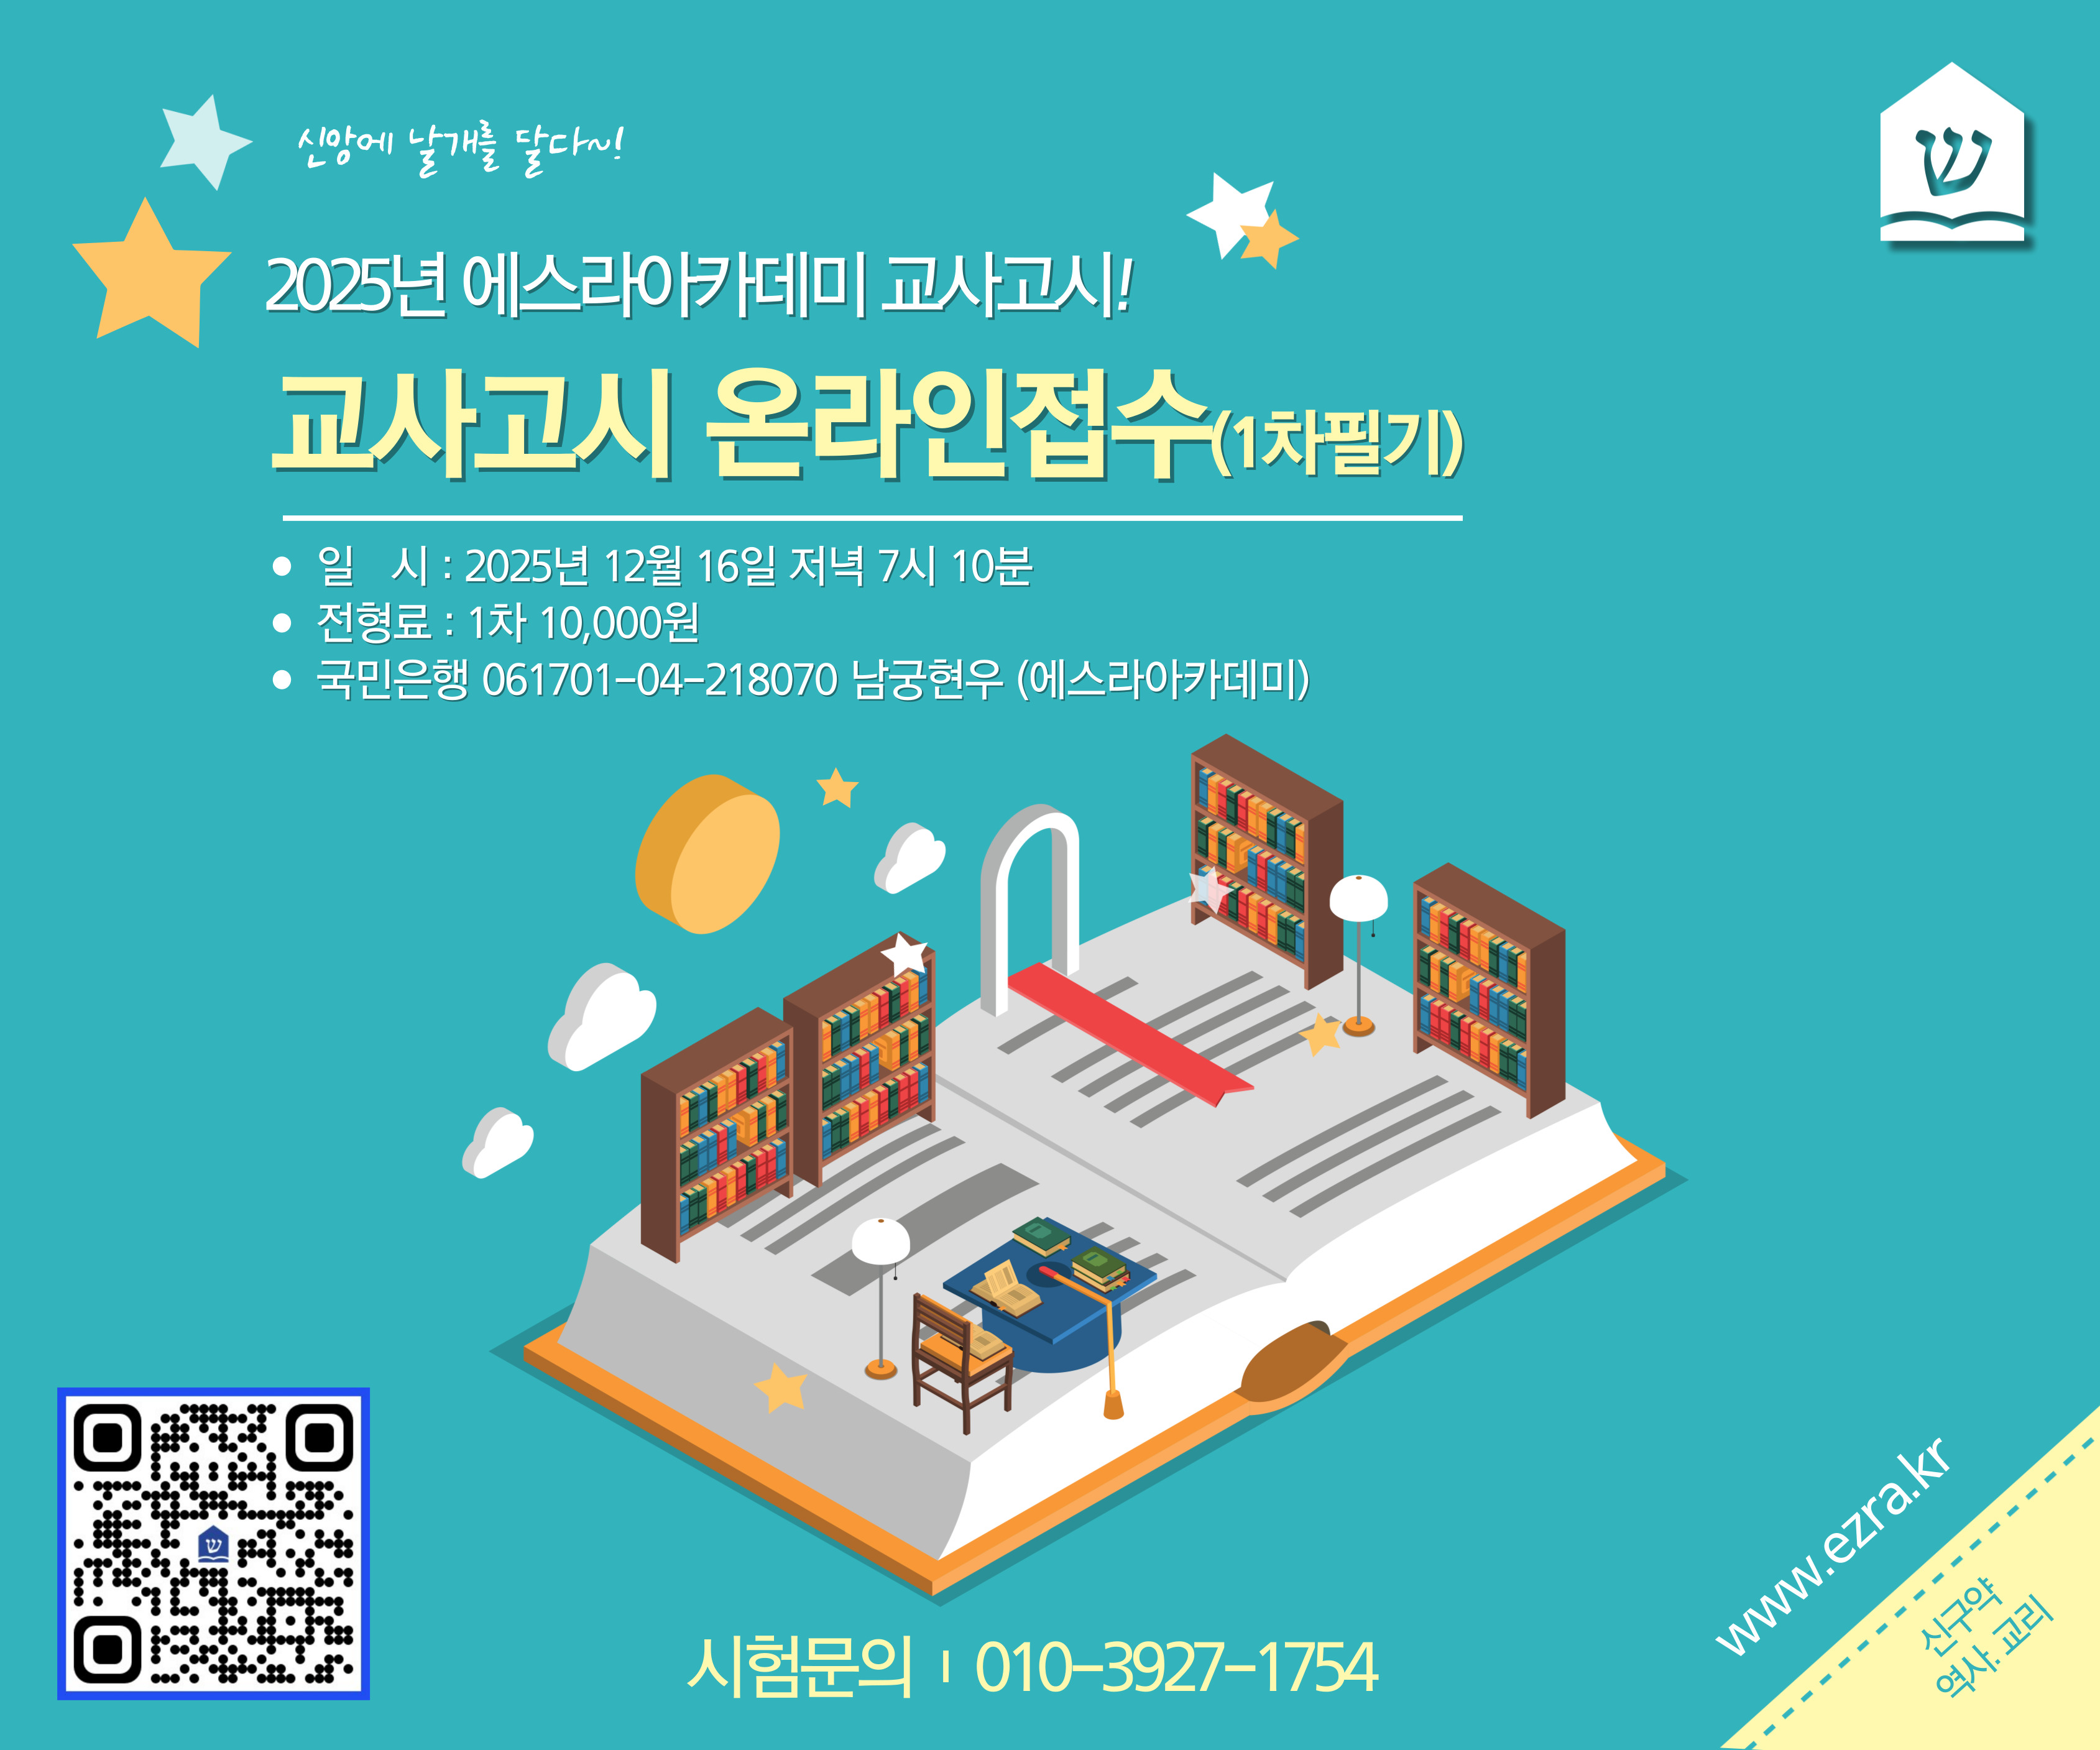 신앙에 날개를 달다~!
ש
2025년 에스라아카데미 교사고시!
교사고시 온라인접수(1차필기)
● 일 시 : 2025년 12월 16일 저녁 7시 10분
● 전형료 : 1차 10,000원
● 국민은행 061701-04-218070 남궁현우 (에스라아카데미)
ש
시험문의 | 010-3927-1754
www.ezra.kr
신구약
역사. 교리